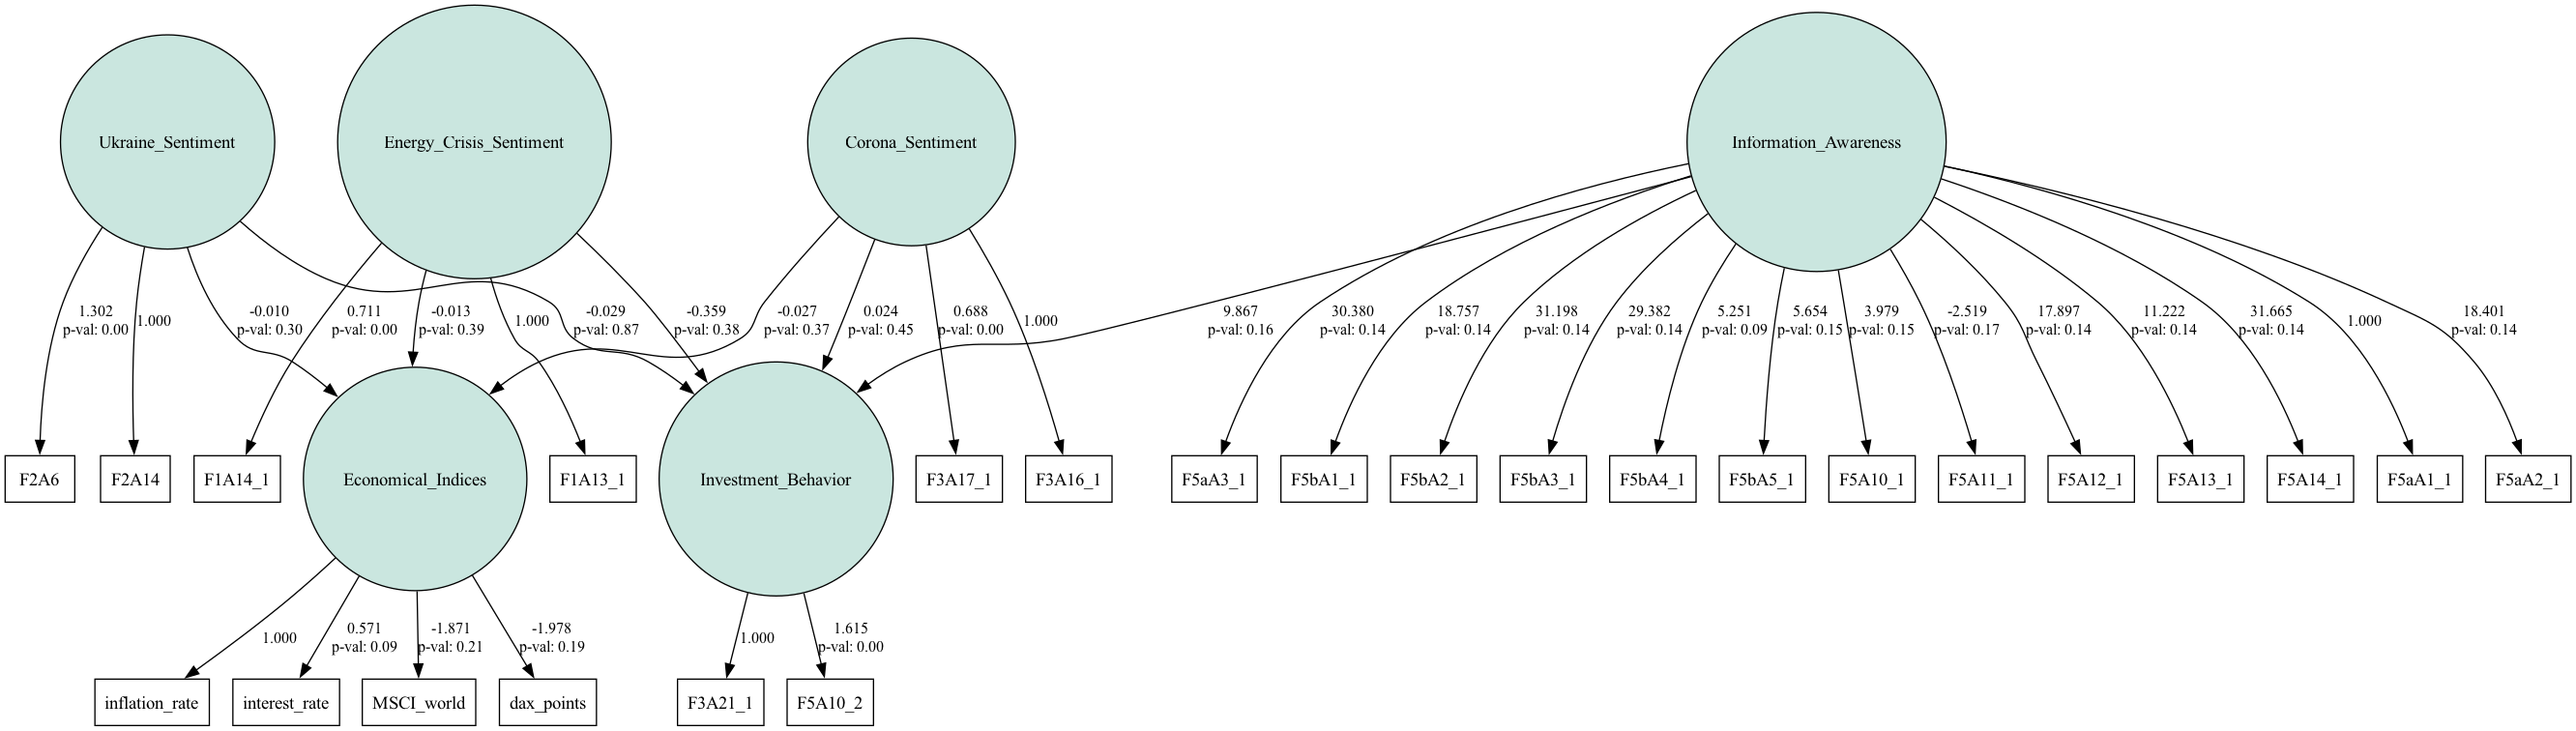 Ukraine_Sentiment
Energy_Crisis_Sentiment
Corona_Sentiment
Information_Awareness
1.302
p-val: 0.00
1.000
-0.010
p-val: 0.30
0.711
p-val: 0.00
-0.013
p-val: 0.39
1.000
-0.029
p-val: 0.87
-0.359
p-val: 0.38
-0.027
p-val: 0.37
0.024
p-val: 0.45
0.688
p-val: 0.00
1.000
9.867
p-val: 0.16
30.380
p-val: 0.14
18.757
p-val: 0.14
31.198
p-val: 0.14
29.382
p-val: 0.14
5.251
p-val: 0.09
5.654
p-val: 0.15
3.979
p-val: 0.15
-2.519
p-val: 0.17
17.897
p-val: 0.14
11.222
p-val: 0.14
31.665
p-val: 0.14
1.000
18.401
p-val: 0.14
F2A6
F2A14
F1A14_1
Economical_Indices
F1A13_1
Investment_Behavior
F3A17_1
F3A16_1
F5aA3_1
F5bA1_1
F5bA2_1
F5bA3_1
F5bA4_1
F5bA5_1
F5A10_1
F5A11_1
F5A12_1
F5A13_1
F5A14_1
F5aA1_1
F5aA2_1
1.000
0.571
p-val: 0.09
-1.871
p-val: 0.21
-1.978
p-val: 0.19
1.000
1.615
p-val: 0.00
inflation_rate
interest_rate
MSCI_world
dax_points
F3A21_1
F5A10_2